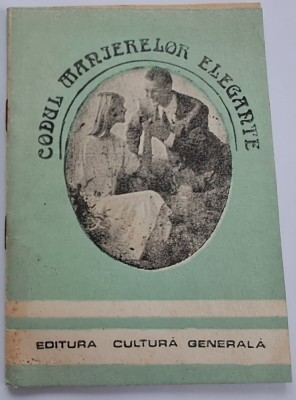 CODUL MANIERELOR ELEGANTE
EDITURA CULTURĂ GENERALĂ